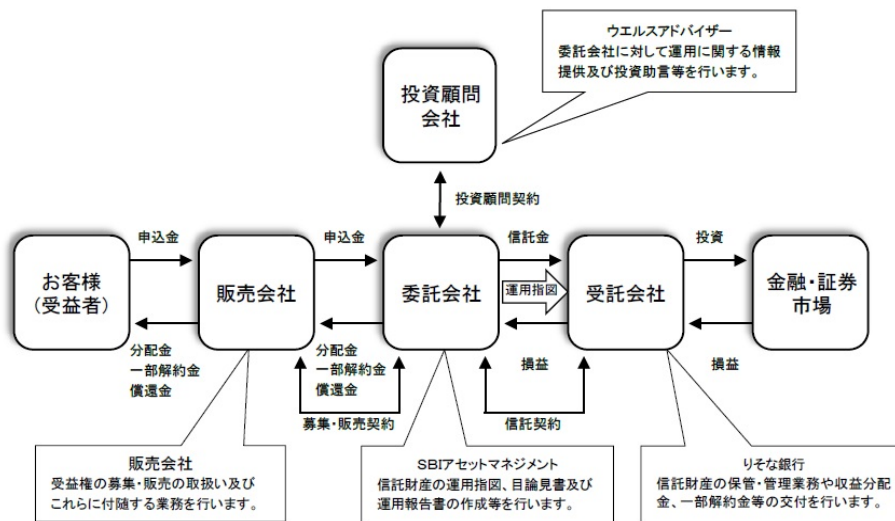 ウエルスアドバイザー
委託会社に対して運用に関する情報
提供及び投資助言等を行います。
投資顧問
会社
投資顧問契約
申込金
申込金
信託金
投資
お客様
(受益者)
販売会社
委託会社
運用指図
受託会社
金融・証券
市場
分配金
一部解約金
償還金
分配金
一部解約金
償還金
損益
損益
募集・販売契約
信託契約
販売会社
受益権の募集・販売の取扱い及び
これらに付随する業務を行います。
SBIアセットマネジメント
信託財産の運用指図、目論見書及び
運用報告書の作成等を行います。
りそな銀行
信託財産の保管・管理業務や収益分配
金、一部解約金等の交付を行います。